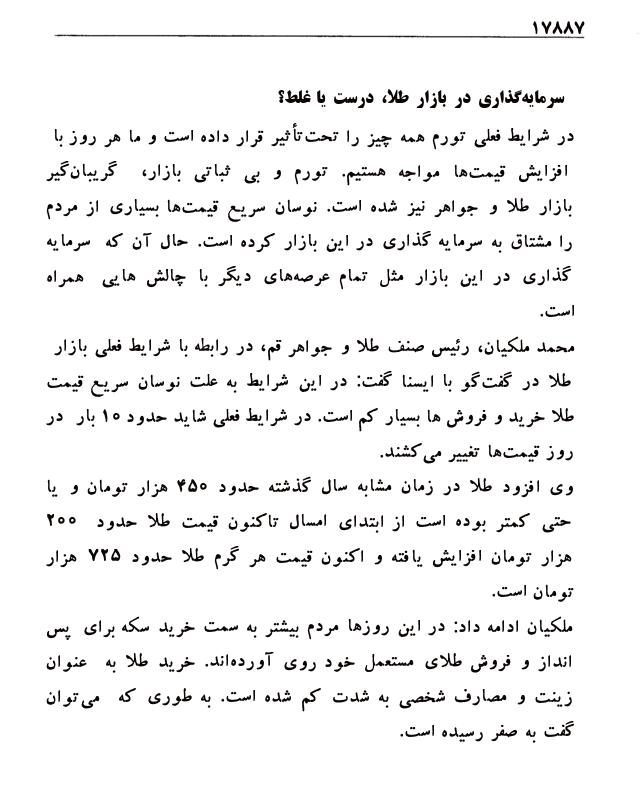 ۱۷۸۸۷
سرمایه‌گذاری در بازار طلا، درست یا غلط؟
در شرایط فعلی تورم همه چیز را تحت‌تأثیر قرار داده است و ما هر روز با
افزایش قیمت‌ها مواجه هستیم. تورم و بی ثباتی بازار، گریبان‌گیر
بازار طلا و جواهر نیز شده است. نوسان سریع قیمت‌ها بسیاری از مردم
را مشتاق به سرمایه گذاری در این بازار کرده است. حال آن که سرمایه
گذاری در این بازار مثل تمام عرصه‌های دیگر با چالش هایی همراه
است.
محمد ملکیان، رئیس صنف طلا و جواهر قم، در رابطه با شرایط فعلی بازار
طلا در گفت‌گو با ایسنا گفت: در این شرایط به علت نوسان سریع قیمت
طلا خرید و فروش ها بسیار کم است. در شرایط فعلی شاید حدود ۱۰ بار در
روز قیمت‌ها تغییر می‌کشند.
وی افزود طلا در زمان مشابه سال گذشته حدود ۴۵۰ هزار تومان و یا
حتی کمتر بوده است از ابتدای امسال تاکنون قیمت طلا حدود ۲۰۰
هزار تومان افزایش یافته و اکنون قیمت هر گرم طلا حدود ۷۲۵ هزار
تومان است.
ملکیان ادامه داد: در این روزها مردم بیشتر به سمت خرید سکه برای پس
انداز و فروش طلای مستعمل خود روی آورده‌اند. خرید طلا به عنوان
زینت و مصارف شخصی به شدت کم شده است. به طوری که می‌توان
گفت به صفر رسیده است.